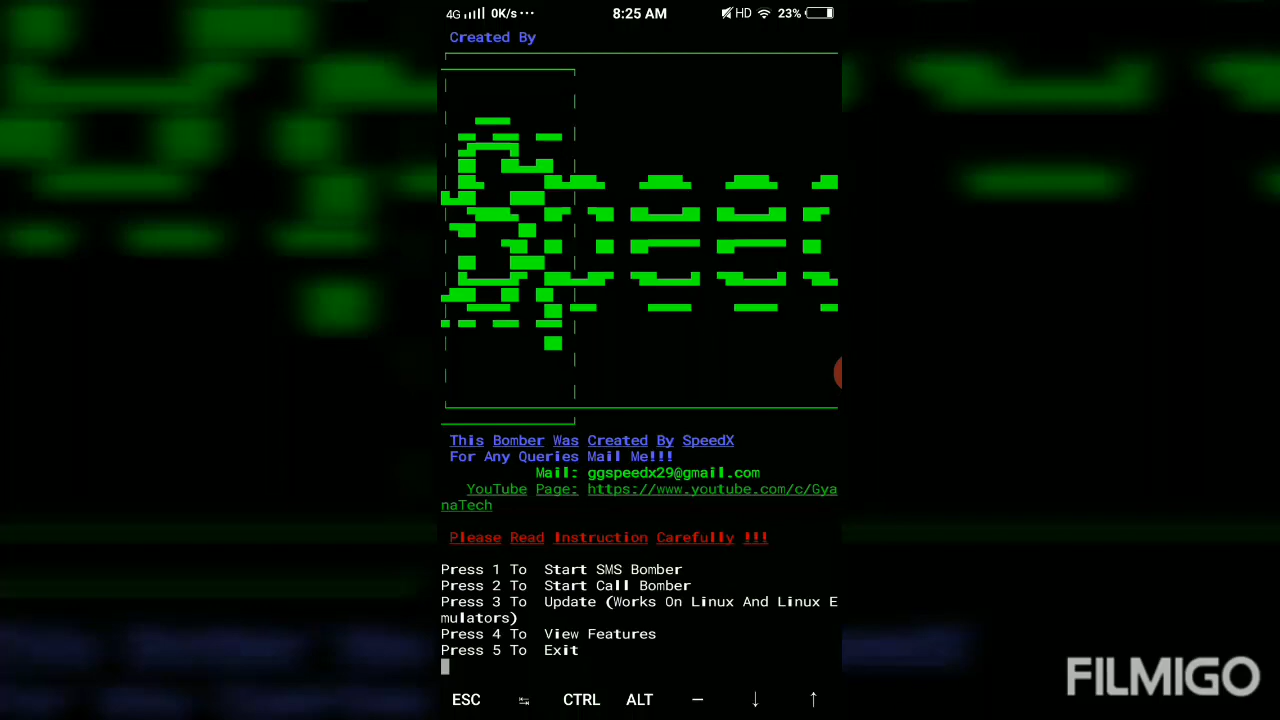 4G 0K/s ··· 8:25 AM HD 23%
Created By
This Bomber Was Created By SpeedX
For Any Queries Mail Me!!!
Mail: ggspeedx29@gmail.com
YouTube Page: https://www.youtube.com/c/Gya
naTech
Please Read Instruction Carefully !!!
Press 1 To Start SMS Bomber
Press 2 To Start Call Bomber
Press 3 To Update (Works On Linux And Linux E
mulators)
Press 4 To View Features
Press 5 To Exit
ESC CTRL ALT — ↓ ↑
FILMIGO